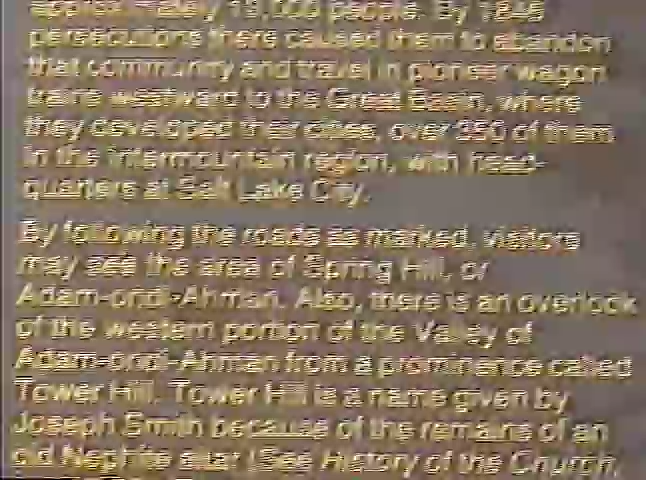 approximately 15,000 people. By 1846
persecutions there caused them to abandon
that community and travel in pioneer wagon
trains westward to the Great Basin, where
they developed their cities, over 350 of them
in the intermountain region, with head-
quarters at Salt Lake City.
By following the roads as marked, visitors
may see the area of Spring Hill, or
Adam-ondi-Ahman. Also, there is an overlook
of the western portion of the Valley of
Adam-ondi-Ahman from a prominence called
Tower Hill. Tower Hill is a name given by
Joseph Smith because of the remains of an
old Nephite altar (See History of the Church,